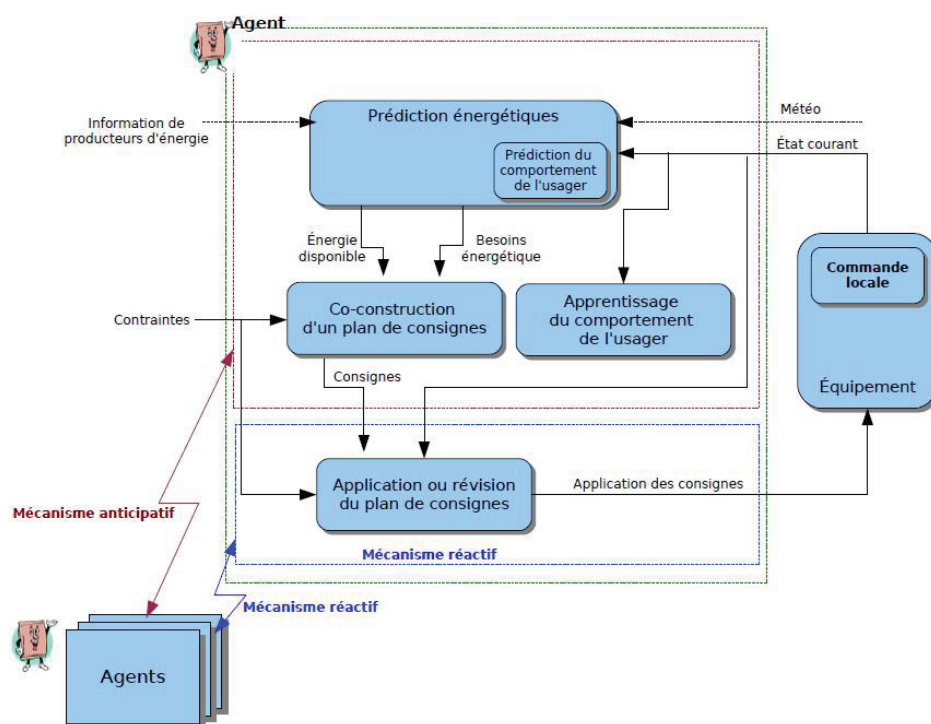 Agent
Information de
producteurs d'énergie
Prédiction énergétiques
Météo
État courant
Prédiction du
comportement
de l'usager
Énergie
disponible
Besoins
énergétique
Commande
locale
Équipement
Contraintes
Co-construction
d'un plan de consignes
Apprentissage
du comportement
de l'usager
Consignes
Application ou révision
du plan de consignes
Application des consignes
Mécanisme anticipatif
Mécanisme réactif
Mécanisme réactif
Agents